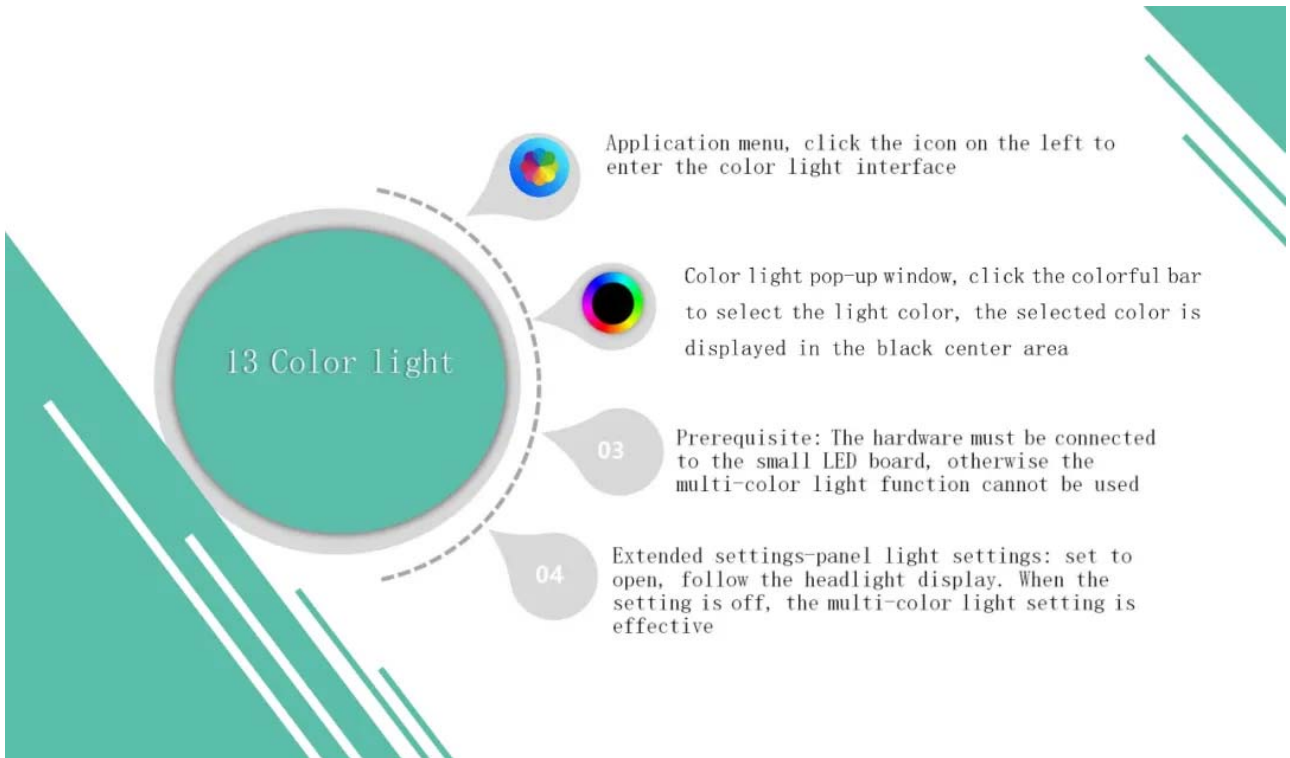 Application menu, click the icon on the left to
enter the color light interface
Color light pop-up window, click the colorful bar
to select the light color, the selected color is
displayed in the black center area
13 Color light
03
Prerequisite: The hardware must be connected
to the small LED board, otherwise the
multi-color light function cannot be used
04
Extended settings-panel light settings: set to
open, follow the headlight display. When the
setting is off, the multi-color light setting is
effective